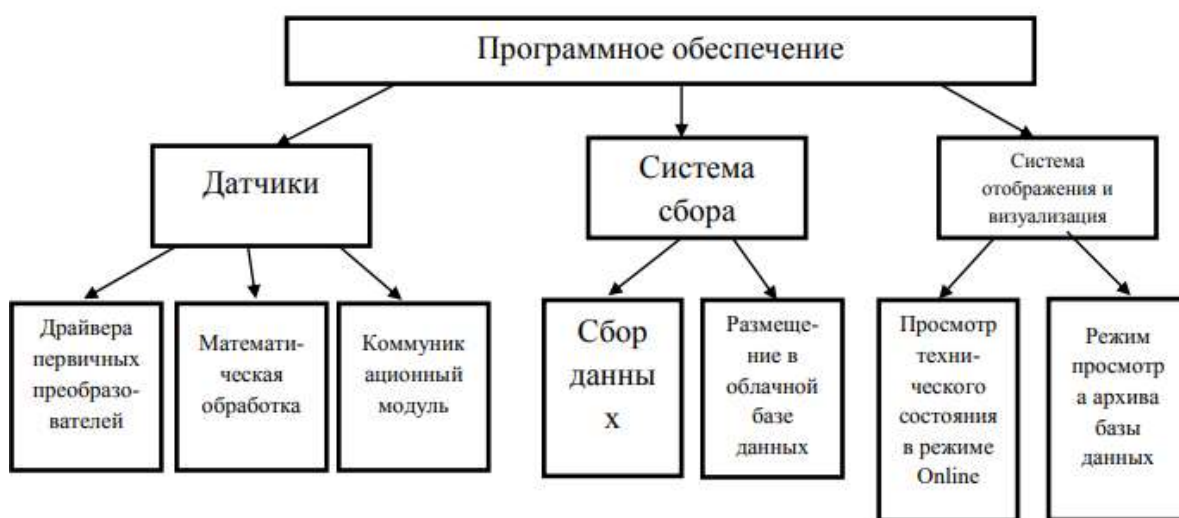 Программное обеспечение
Датчики
Система
сбора
Система
отображения и
визуализация
Драйвера
первичных
преобразо-
вателей
Математи-
ческая
обработка
Коммуник
ационный
модуль
Сбор
данны
х
Размеще-
ние в
облачной
базе
данных
Просмотр
техни-
ческого
состояния
в режиме
Online
Режим
просмотр
а архива
базы
данных